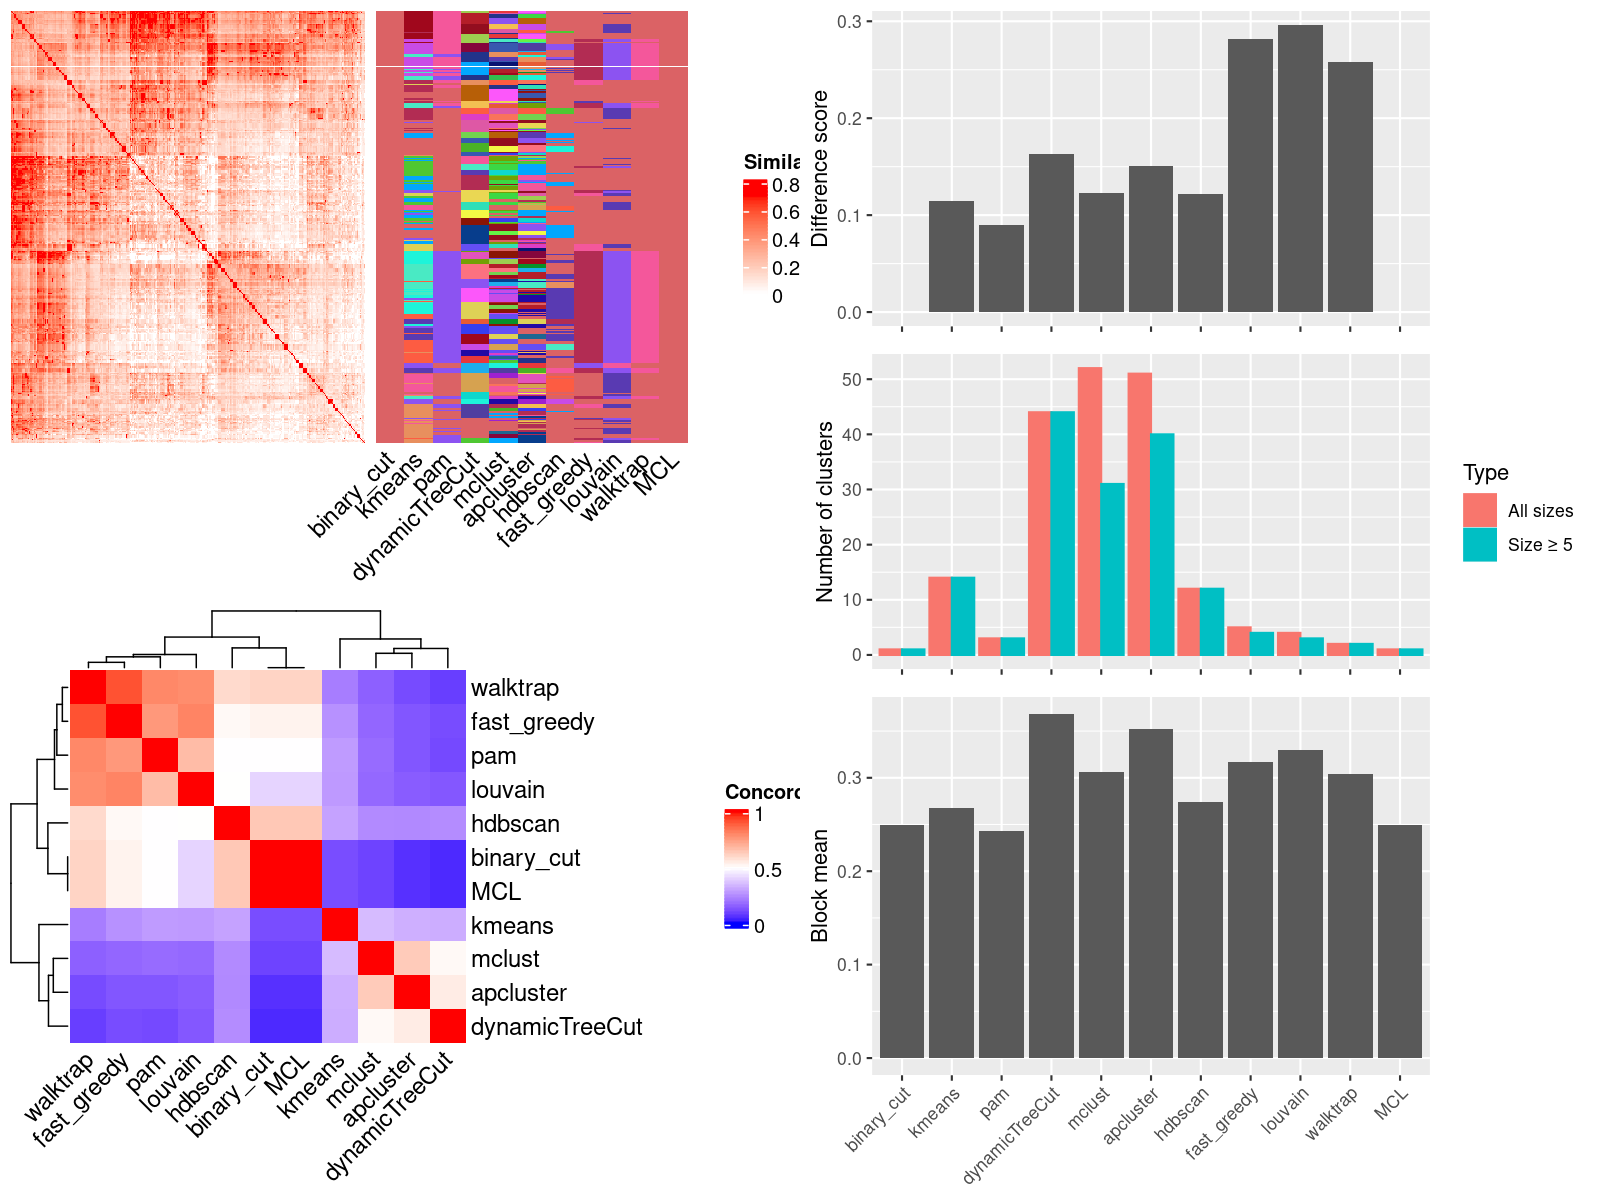 Simila
0.8
0.6
0.4
0.2
0
binary_cut
kmeans
pam
dynamicTreeCut
mclust
apcluster
hdbscan
fast_greedy
louvain
walktrap
MCL
Difference score
0.3
0.2
0.1
0.0
Number of clusters
50
40
30
20
10
0
Type
All sizes
Size ≥ 5
walktrap
fast_greedy
pam
louvain
hdbscan
binary_cut
MCL
kmeans
mclust
apcluster
dynamicTreeCut
walktrap
fast_greedy
pam
louvain
hdbscan
binary_cut
MCL
kmeans
mclust
apcluster
dynamicTreeCut
Concord
1
0.5
0
Block mean
0.3
0.2
0.1
0.0
binary_cut
kmeans
pam
dynamicTreeCut
mclust
apcluster
hdbscan
fast_greedy
louvain
walktrap
MCL